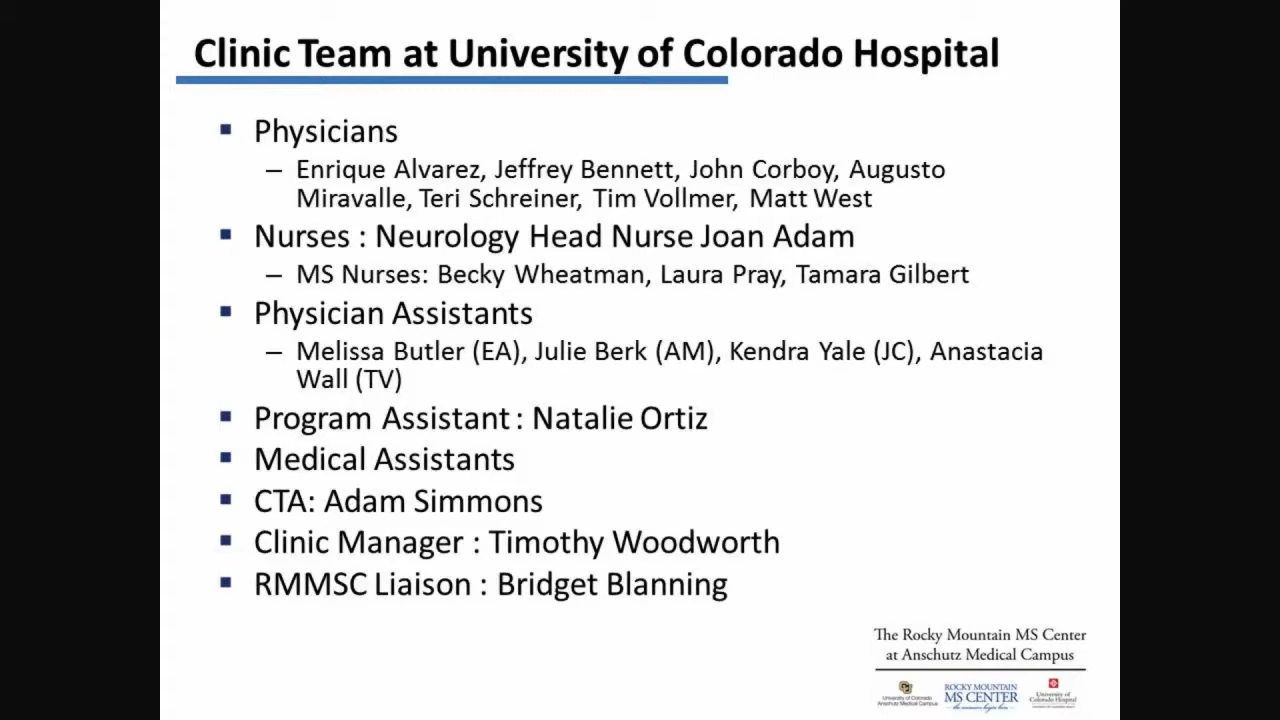 Clinic Team at University of Colorado Hospital
Physicians
– Enrique Alvarez, Jeffrey Bennett, John Corboy, Augusto
Miravalle, Teri Schreiner, Tim Vollmer, Matt West
Nurses : Neurology Head Nurse Joan Adam
– MS Nurses: Becky Wheatman, Laura Pray, Tamara Gilbert
Physician Assistants
– Melissa Butler (EA), Julie Berk (AM), Kendra Yale (JC), Anastacia
Wall (TV)
Program Assistant : Natalie Ortiz
Medical Assistants
CTA: Adam Simmons
Clinic Manager : Timothy Woodworth
RMMSC Liaison : Bridget Blanning
The Rocky Mountain MS Center
at Anschutz Medical Campus
University of Colorado
Anschutz Medical Campus
ROCKY MOUNTAIN
MS CENTER
University of
Colorado Hospital